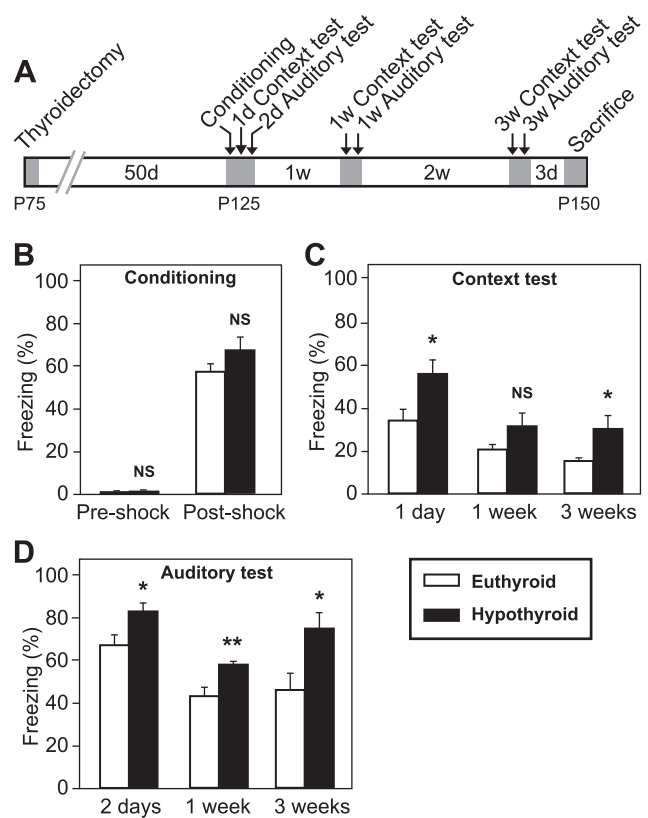 A
Thyroidectomy
Conditioning
1d Context test
2d Auditory test
1w Context test
1w Auditory test
3w Context test
3w Auditory test
Sacrifice
50d
1w
2w
3d
P75
P125
P150
B
Conditioning
Freezing (%)
100
80
60
40
20
0
NS
NS
Pre-shock
Post-shock
C
Context test
Freezing (%)
100
80
60
40
20
0
*
NS
*
1 day
1 week
3 weeks
D
Auditory test
Freezing (%)
100
80
60
40
20
0
*
**
*
2 days
1 week
3 weeks
Euthyroid
Hypothyroid